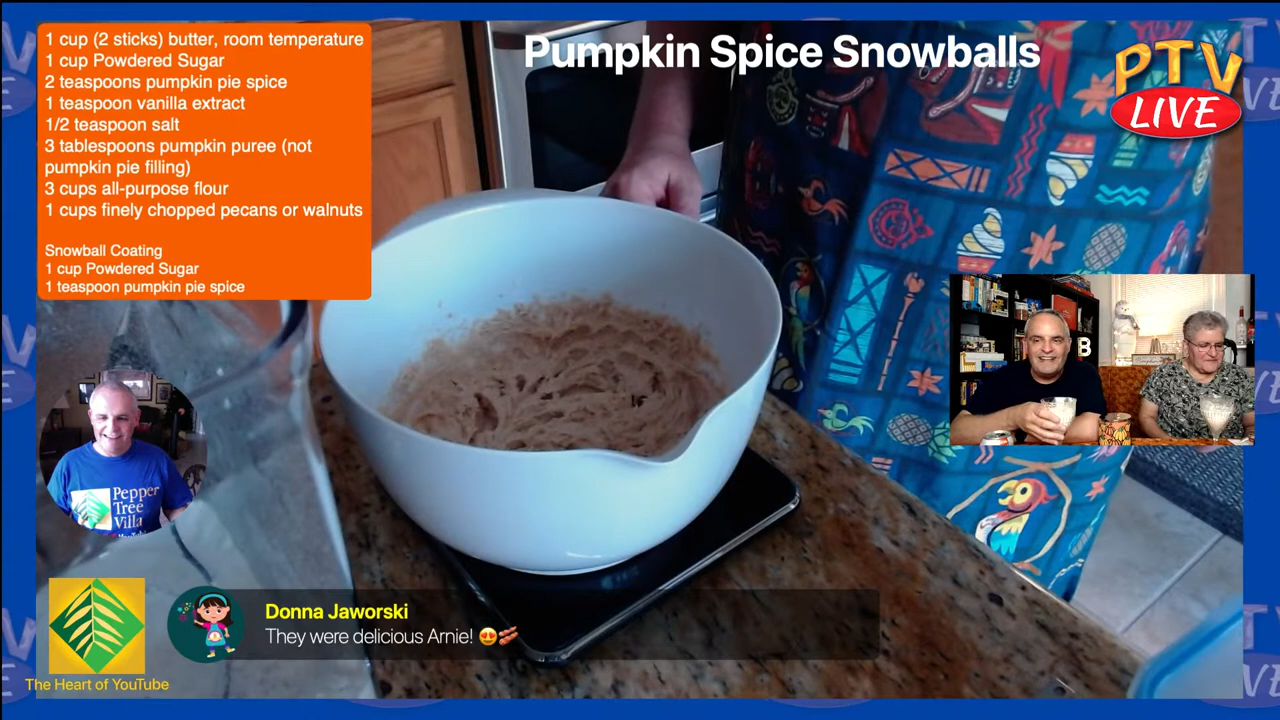 1 cup (2 sticks) butter, room temperature
1 cup Powdered Sugar
2 teaspoons pumpkin pie spice
1 teaspoon vanilla extract
1/2 teaspoon salt
3 tablespoons pumpkin puree (not
pumpkin pie filling)
3 cups all-purpose flour
1 cups finely chopped pecans or walnuts
Snowball Coating
1 cup Powdered Sugar
1 teaspoon pumpkin pie spice
Pumpkin Spice Snowballs
PTV
LIVE
B
Pepper
Tree
Villa
Donna Jaworski
They were delicious Arnie! 😍🥓
The Heart of YouTube